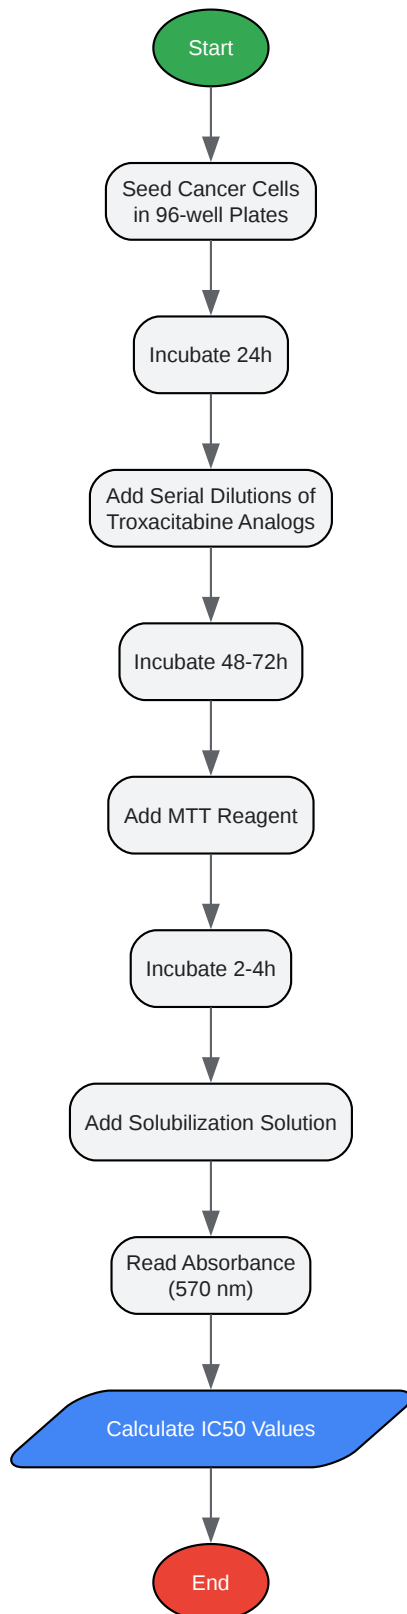 Start
Seed Cancer Cells
in 96-well Plates
Incubate 24h
Add Serial Dilutions of
Troxacitabine Analogs
Incubate 48-72h
Add MTT Reagent
Incubate 2-4h
Add Solubilization Solution
Read Absorbance
(570 nm)
Calculate IC50 Values
End